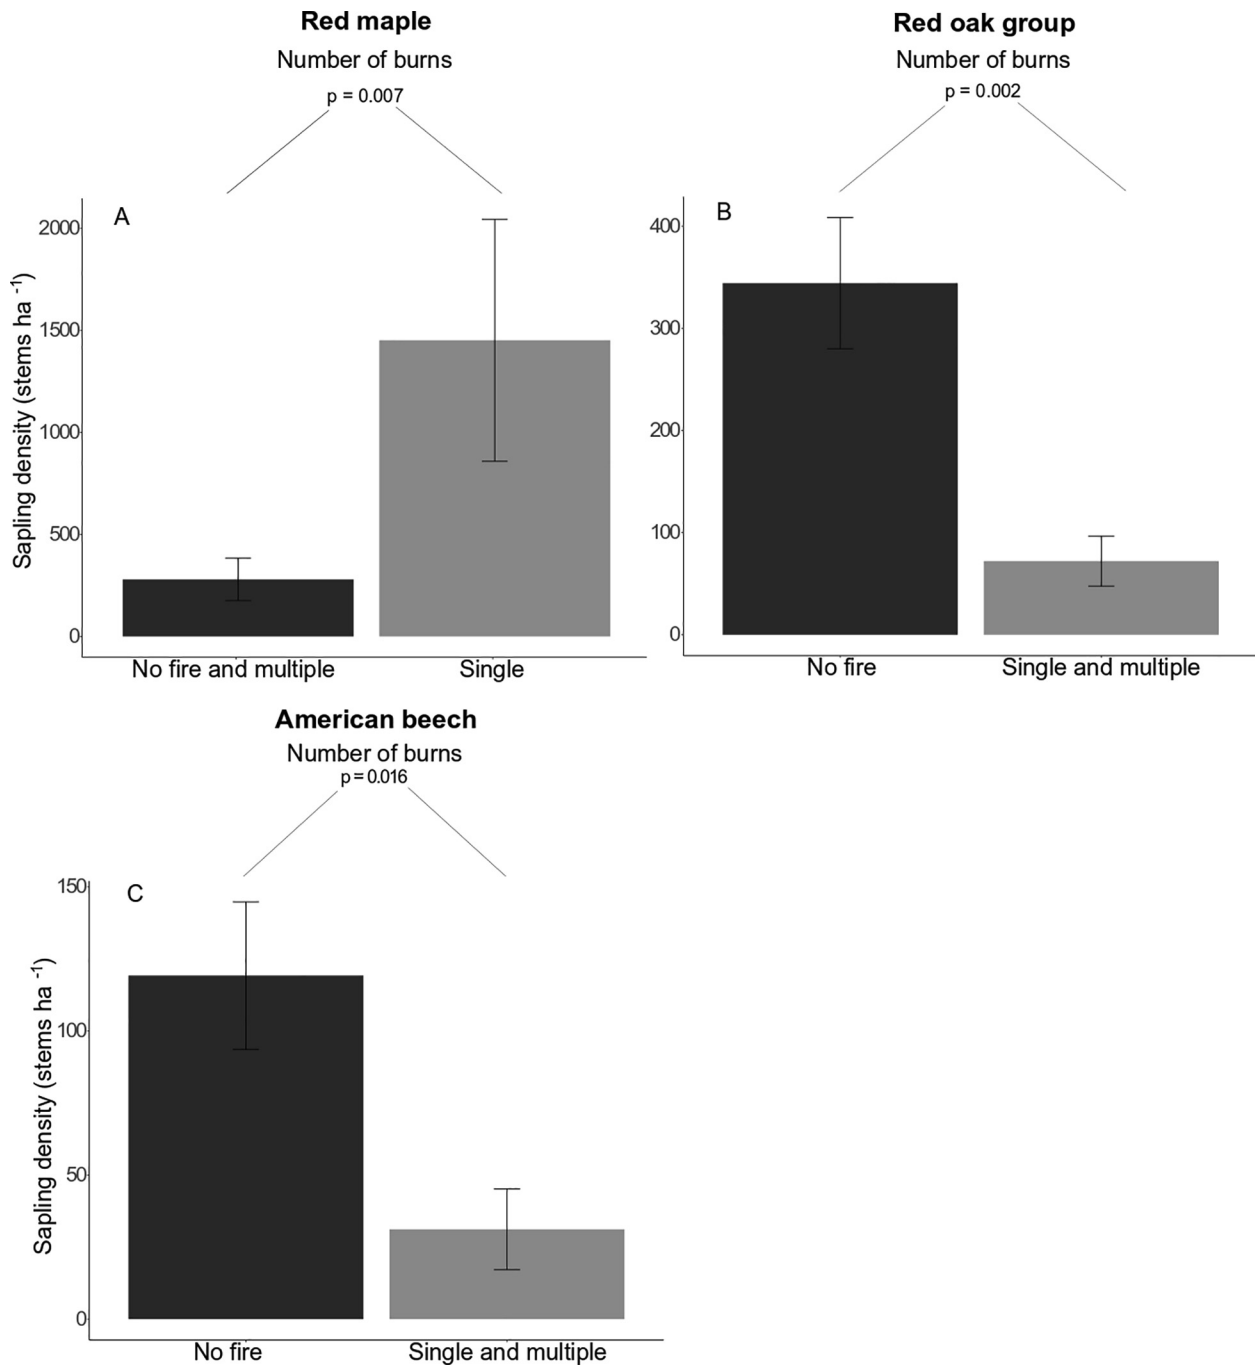 Red maple
Number of burns
p = 0.007
A
Sapling density (stems ha -1)
2000
1500
1000
500
0
No fire and multiple
Single
Red oak group
Number of burns
p = 0.002
B
400
300
200
100
0
No fire
Single and multiple
American beech
Number of burns
p = 0.016
C
Sapling density (stems ha -1)
150
100
50
0
No fire
Single and multiple